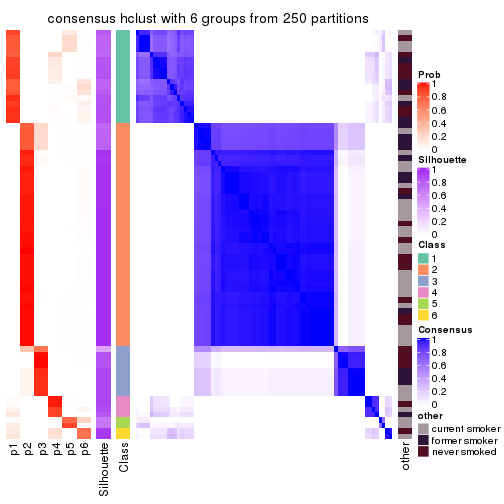 consensus hclust with 6 groups from 250 partitions
Prob
1
0.8
0.6
0.4
0.2
0
Silhouette
1
0.8
0.6
0.4
0.2
0
Class
1
2
3
4
5
6
Consensus
1
0.8
0.6
0.4
0.2
0
other
current smoker
former smoker
never smoked
p1
p2
p3
p4
p5
p6
Silhouette
Class
other